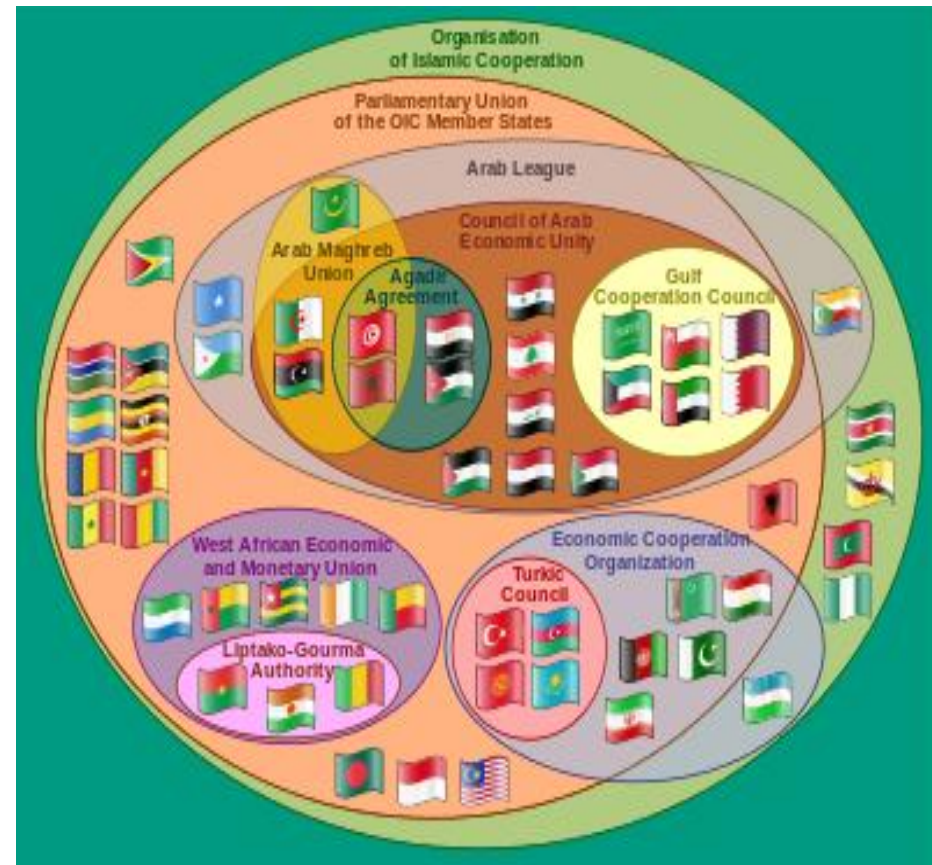 Organisation
of Islamic Cooperation
Parliamentary Union
of the OIC Member States
Arab League
Council of Arab
Economic Unity
Arab Maghreb
Union
Agadir
Agreement
Gulf
Cooperation Council
West African Economic
and Monetary Union
Liptako-Gourma
Authority
Economic Cooperation
Organization
Turkic
Council